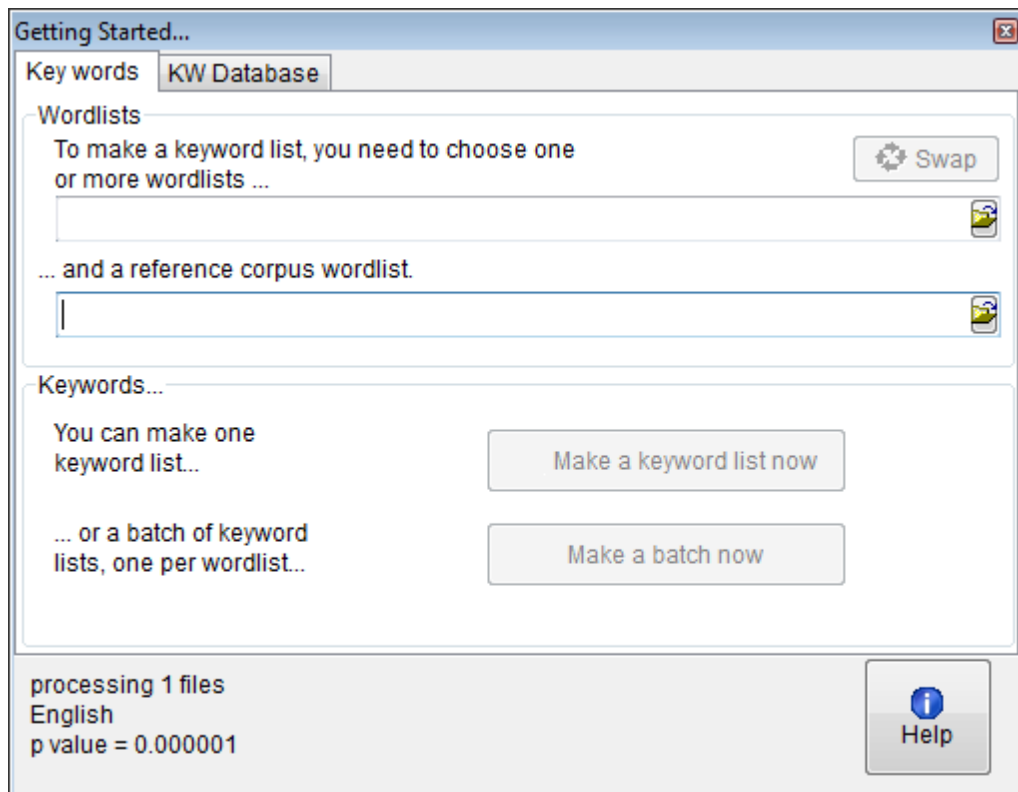 Getting Started...
Key words
KW Database
Wordlists
To make a keyword list, you need to choose one
or more wordlists ...
Swap
... and a reference corpus wordlist.
Keywords...
You can make one
keyword list...
Make a keyword list now
... or a batch of keyword
lists, one per wordlist...
Make a batch now
processing 1 files
English
p value = 0.000001
Help